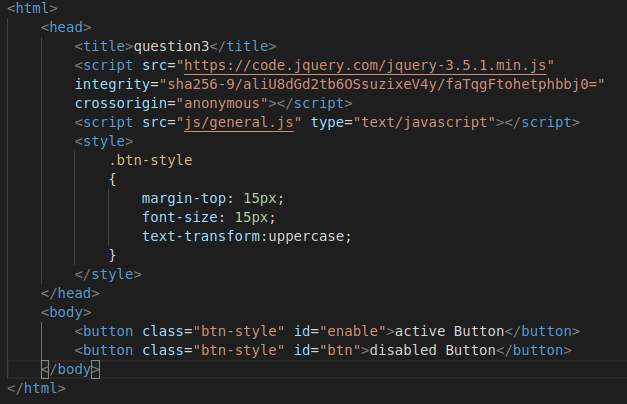 <html>
<head>
<title>question3</title>
<script src="https://code.jquery.com/jquery-3.5.1.min.js"
integrity="sha256-9/aliU8dGd2tb6OSsuzixeV4y/faTqgFtohetphbbj0="
crossorigin="anonymous"></script>
<script src="js/general.js" type="text/javascript"></script>
<style>
.btn-style
{
margin-top: 15px;
font-size: 15px;
text-transform:uppercase;
}
</style>
</head>
<body>
<button class="btn-style" id="enable">active Button</button>
<button class="btn-style" id="btn">disabled Button</button>
</body>
</html>